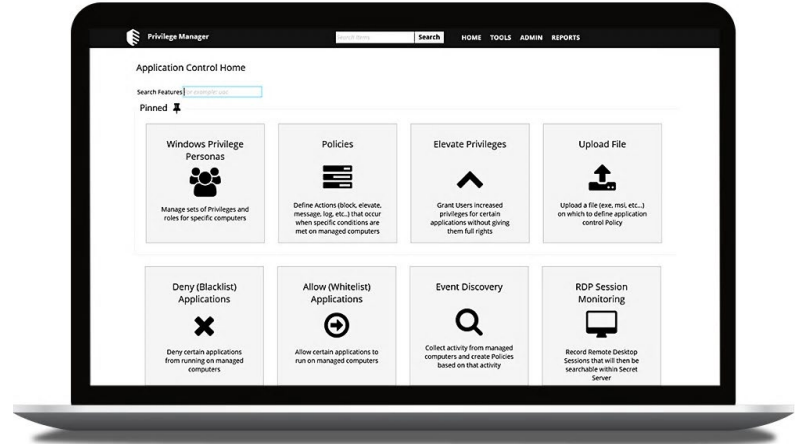 Privilege Manager
Search Items
Search
HOME TOOLS ADMIN REPORTS
Application Control Home
Search Features
Pinned
Windows Privilege
Personas
Manage sets of Privileges and
roles for specific computers
Policies
Define Actions (block, elevate,
message, log, etc..) that occur
when specific conditions are
met on managed computers
Elevate Privileges
Grant Users increased
privileges for certain
applications without giving
them full rights
Upload File
Upload a file (exe, msi, etc...)
on which to define application
control Policy
Deny (Blacklist)
Applications
Deny certain applications
from running on managed
computers
Allow (Whitelist)
Applications
Allow certain applications to
run on managed computers
Event Discovery
Collect activity from managed
computers and create Policies
based on that activity
RDP Session
Monitoring
Record Remote Desktop
Sessions that will then be
searchable within Secret
Server